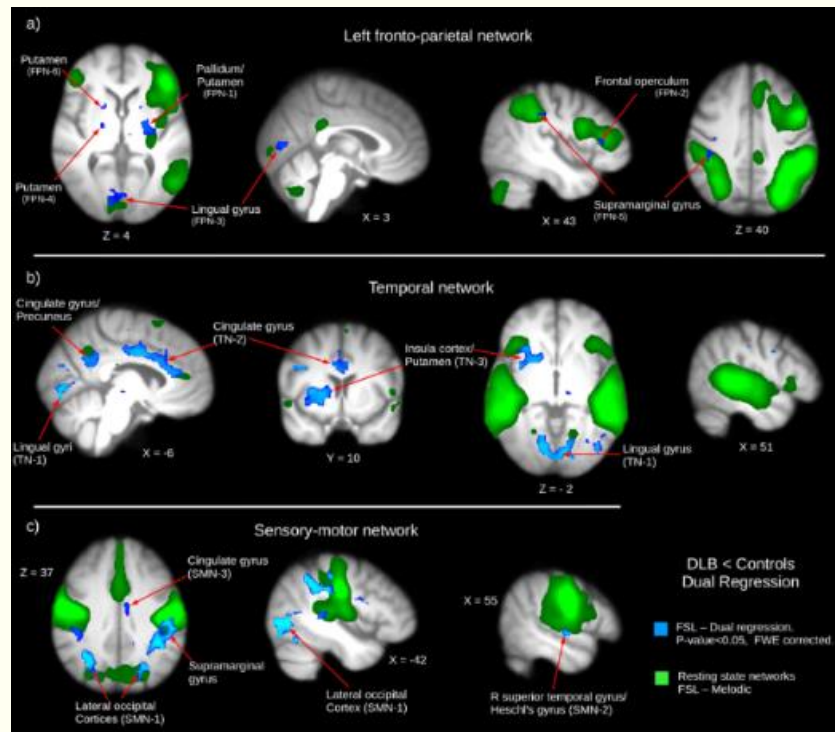 a)
Left fronto-parietal network
Putamen
(FPN-6)
Pallidum/
Putamen
(FPN-1)
Frontal operculum
(FPN-2)
Putamen
(FPN-4)
Lingual gyrus
(FPN-3)
Supramarginal gyrus
(FPN-5)
Z = 4
X = 3
X = 43
Z = 40
b)
Temporal network
Cingulate gyrus/
Precuneus
Cingulate gyrus
(TN-2)
Insula cortex/
Putamen (TN-3)
Lingual gyri
(TN-1)
Lingual gyrus
(TN-1)
X = -6
Y = 10
Z = - 2
X = 51
c)
Sensory-motor network
Z = 37
Cingulate gyrus
(SMN-3)
X = 55
DLB < Controls
Dual Regression
FSL – Dual regression.
P-value<0.05, FWE corrected.
Supramarginal
gyrus
X = -42
Lateral occipital
Cortices (SMN-1)
Lateral occipital
Cortex (SMN-1)
R superior temporal gyrus/
Heschl's gyrus (SMN-2)
Resting state networks
FSL – Melodic